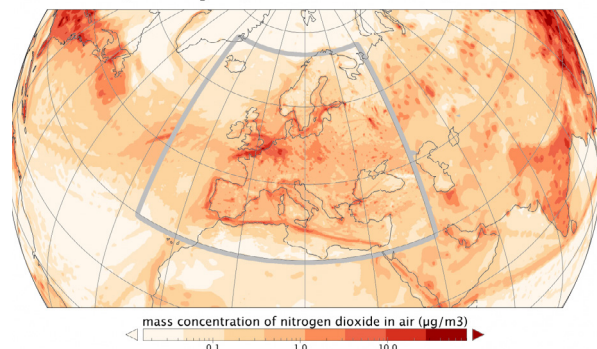 mass concentration of nitrogen dioxide in air (µg/m3)
0.1 1.0 10.0